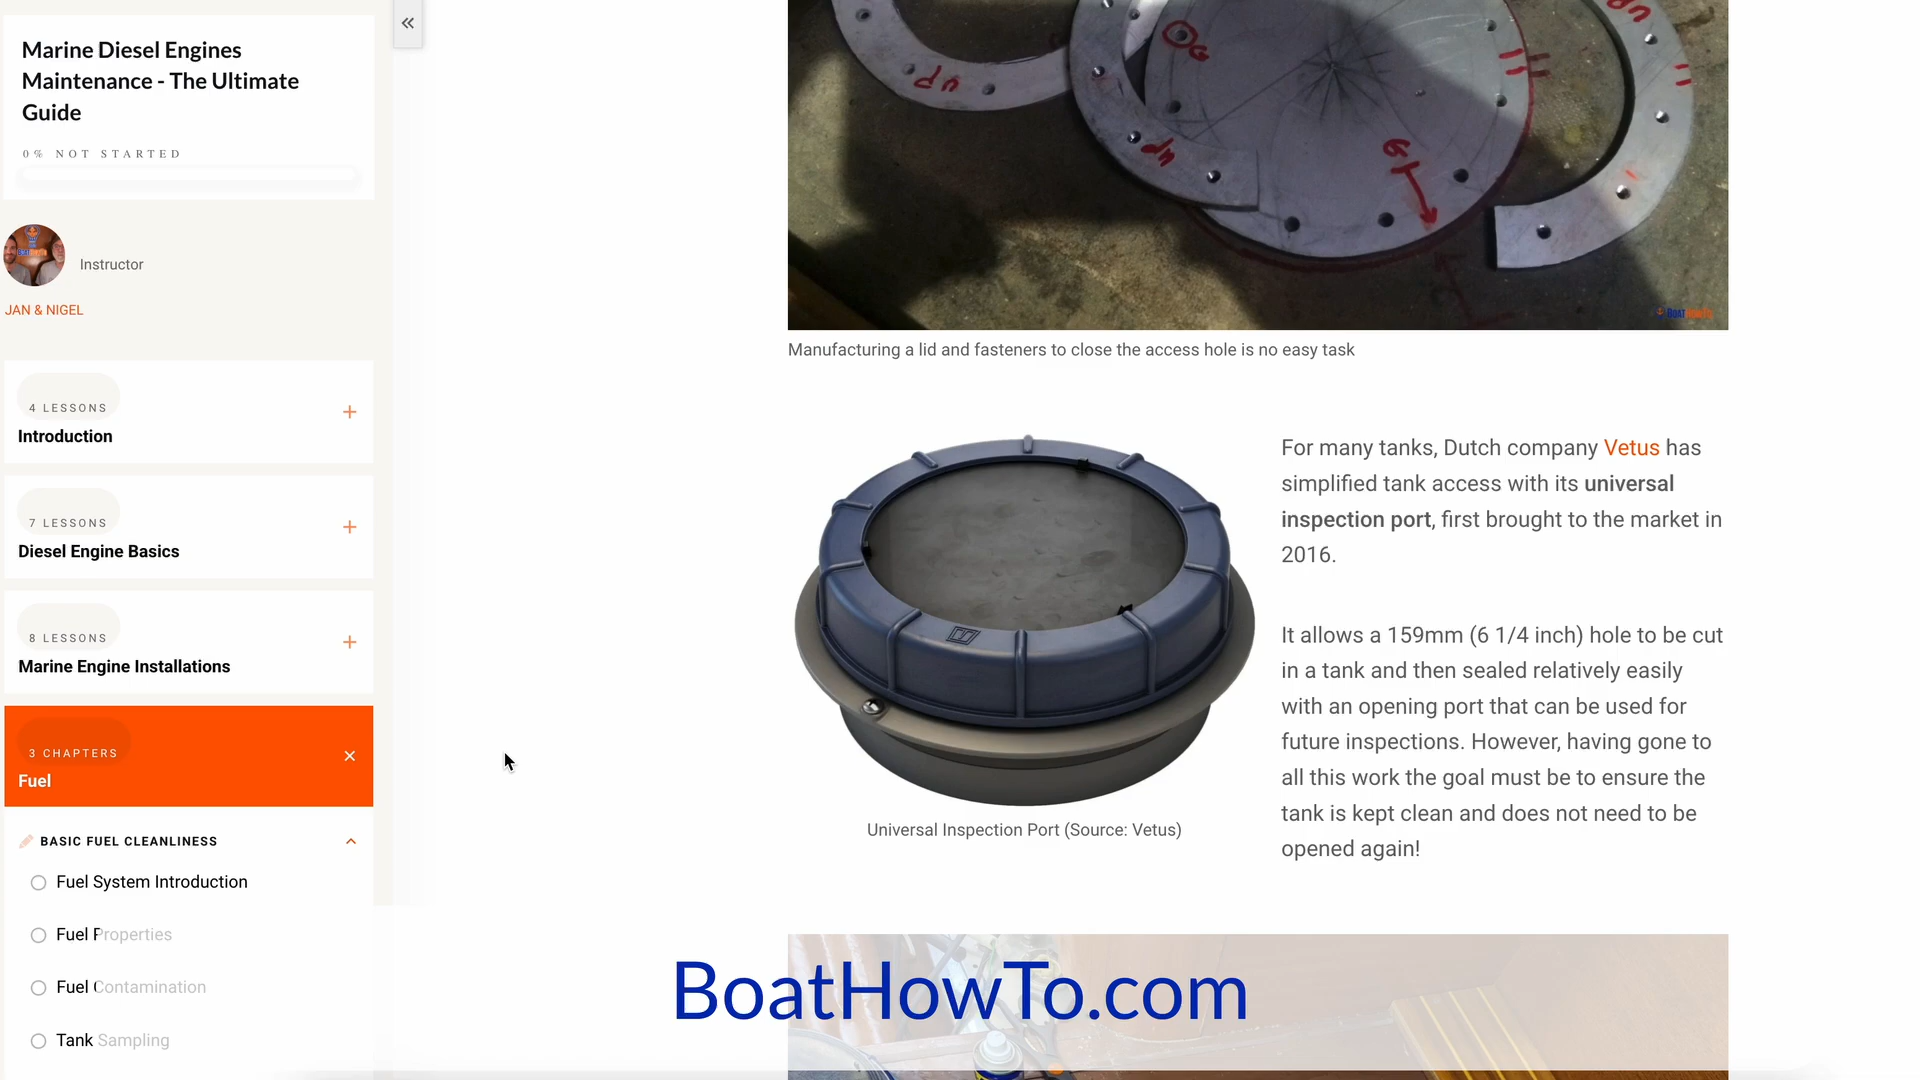 Marine Diesel Engines
Maintenance - The Ultimate
Guide
0% NOT STARTED
Instructor
JAN & NIGEL
4 LESSONS
Introduction
7 LESSONS
Diesel Engine Basics
8 LESSONS
Marine Engine Installations
3 CHAPTERS
Fuel
BASIC FUEL CLEANLINESS
Fuel System Introduction
Fuel Properties
Fuel Contamination
Tank Sampling
UP
UP
UP
G
G
BOATHOWTO
Manufacturing a lid and fasteners to close the access hole is no easy task
Universal Inspection Port (Source: Vetus)
For many tanks, Dutch company Vetus has
simplified tank access with its universal
inspection port, first brought to the market in
2016.
It allows a 159mm (6 1/4 inch) hole to be cut
in a tank and then sealed relatively easily
with an opening port that can be used for
future inspections. However, having gone to
all this work the goal must be to ensure the
tank is kept clean and does not need to be
opened again!
BoatHowTo.com